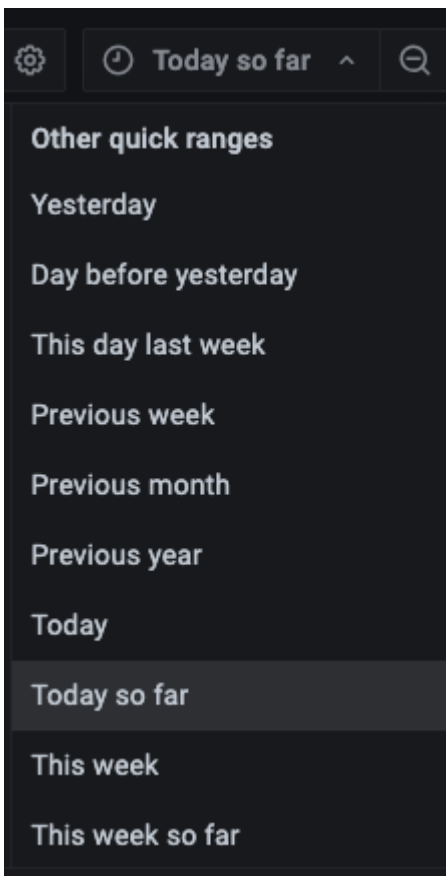 Today so far
Other quick ranges
Yesterday
Day before yesterday
This day last week
Previous week
Previous month
Previous year
Today
Today so far
This week
This week so far